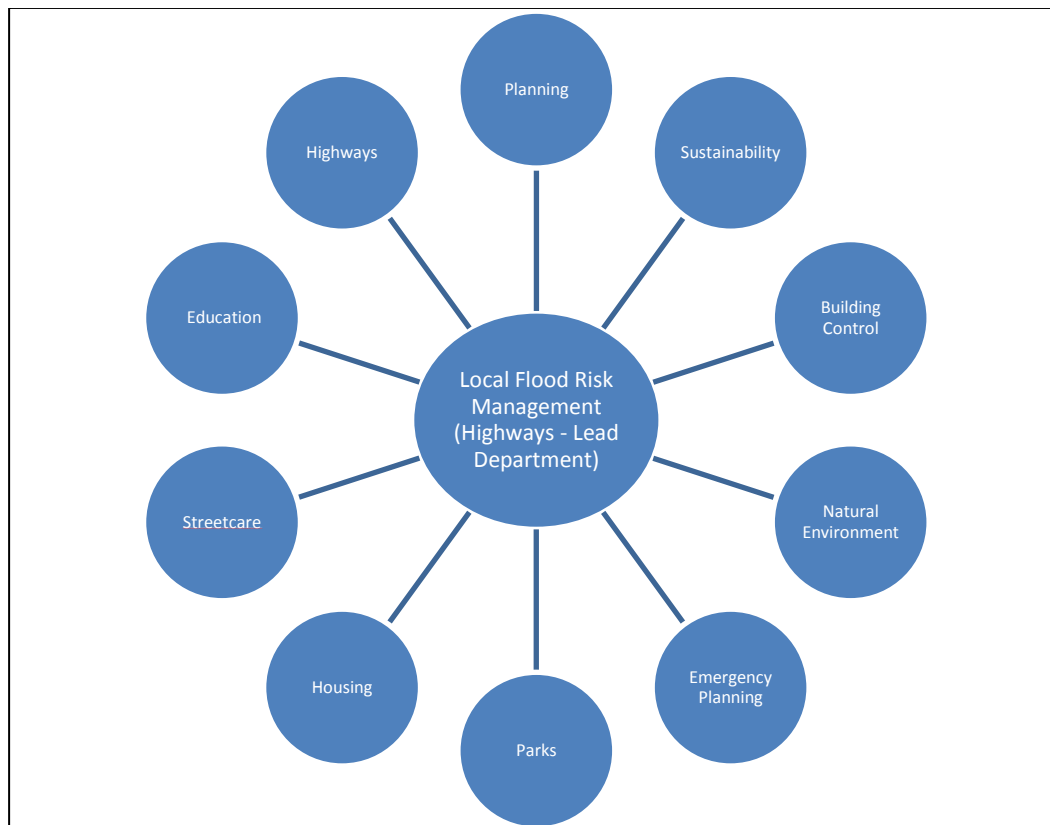 Planning
Sustainability
Building
Control
Natural
Environment
Emergency
Planning
Parks
Housing
Streetcare
Education
Highways
Local Flood Risk
Management
(Highways - Lead
Department)